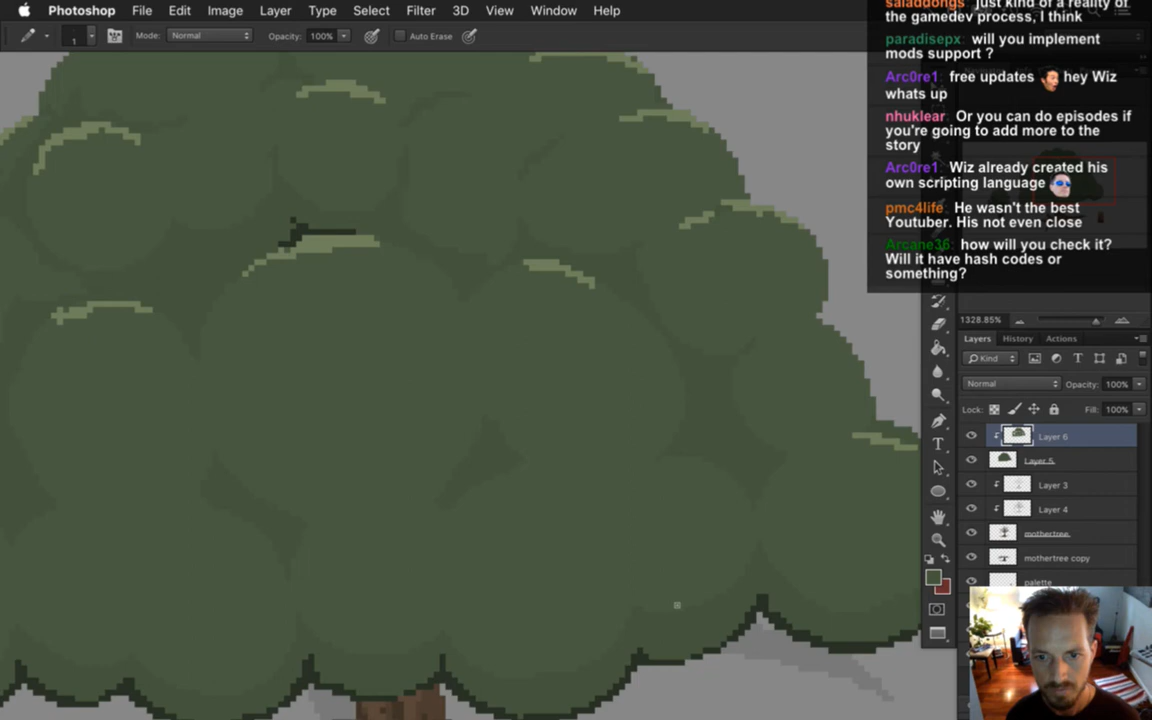 Photoshop File Edit Image Layer Type Select Filter 3D View Window Help
1 Mode: Normal Opacity: 100% Auto Erase
saladdongs: just kind of a reality of
the gamedev process, I think
paradisepx: will you implement
mods support ?
Arc0re1: free updates hey Wiz
whats up
nhuklear: Or you can do episodes if
you're going to add more to the
story
Arc0re1: Wiz already created his
own scripting language
pmc4life: He wasn't the best
Youtuber. His not even close
Arcane36: how will you check it?
Will it have hash codes or
something?
1328.85%
Layers History Actions
Kind T
Normal Opacity: 100%
Lock: Fill: 100%
Layer 6
Layer 5
Layer 3
Layer 4
mothertree
mothertree copy
palette
T